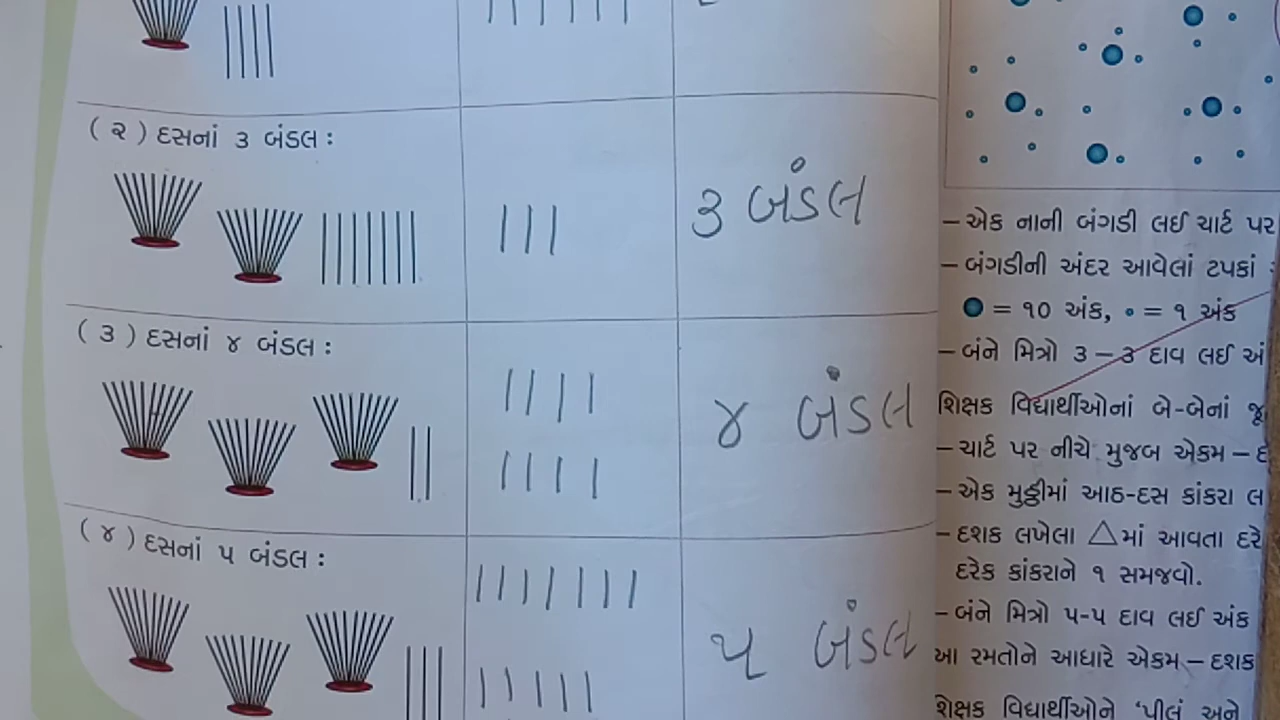 ( ૨ ) દસનાં ૩ બંડલ :
૩ બંડલ
( ૩ ) દસનાં ૪ બંડલ :
૪ બંડલ
( ૪ ) દસનાં ૫ બંડલ :
૫ બંડલ
– એક નાની બંગડી લઈ ચાર્ટ પર
– બંગડીની અંદર આવેલાં ટપકાં
= ૧૦ અંક, = ૧ અંક
– બંને મિત્રો ૩ – ૩ દાવ લઈ અં
શિક્ષક વિદ્યાર્થીઓનાં બે-બેનાં જૂ
– ચાર્ટ પર નીચે મુજબ એકમ – દ
– એક મુઠ્ઠીમાં આઠ-દસ કાંકરા લ
– દશક લખેલા △માં આવતા દરે
દરેક કાંકરાને ૧ સમજવો.
– બંને મિત્રો ૫-૫ દાવ લઈ અંક
આ રમતોને આધારે એકમ – દશક
શિક્ષક વિદ્યાર્થીઓને ‘પીલું અને